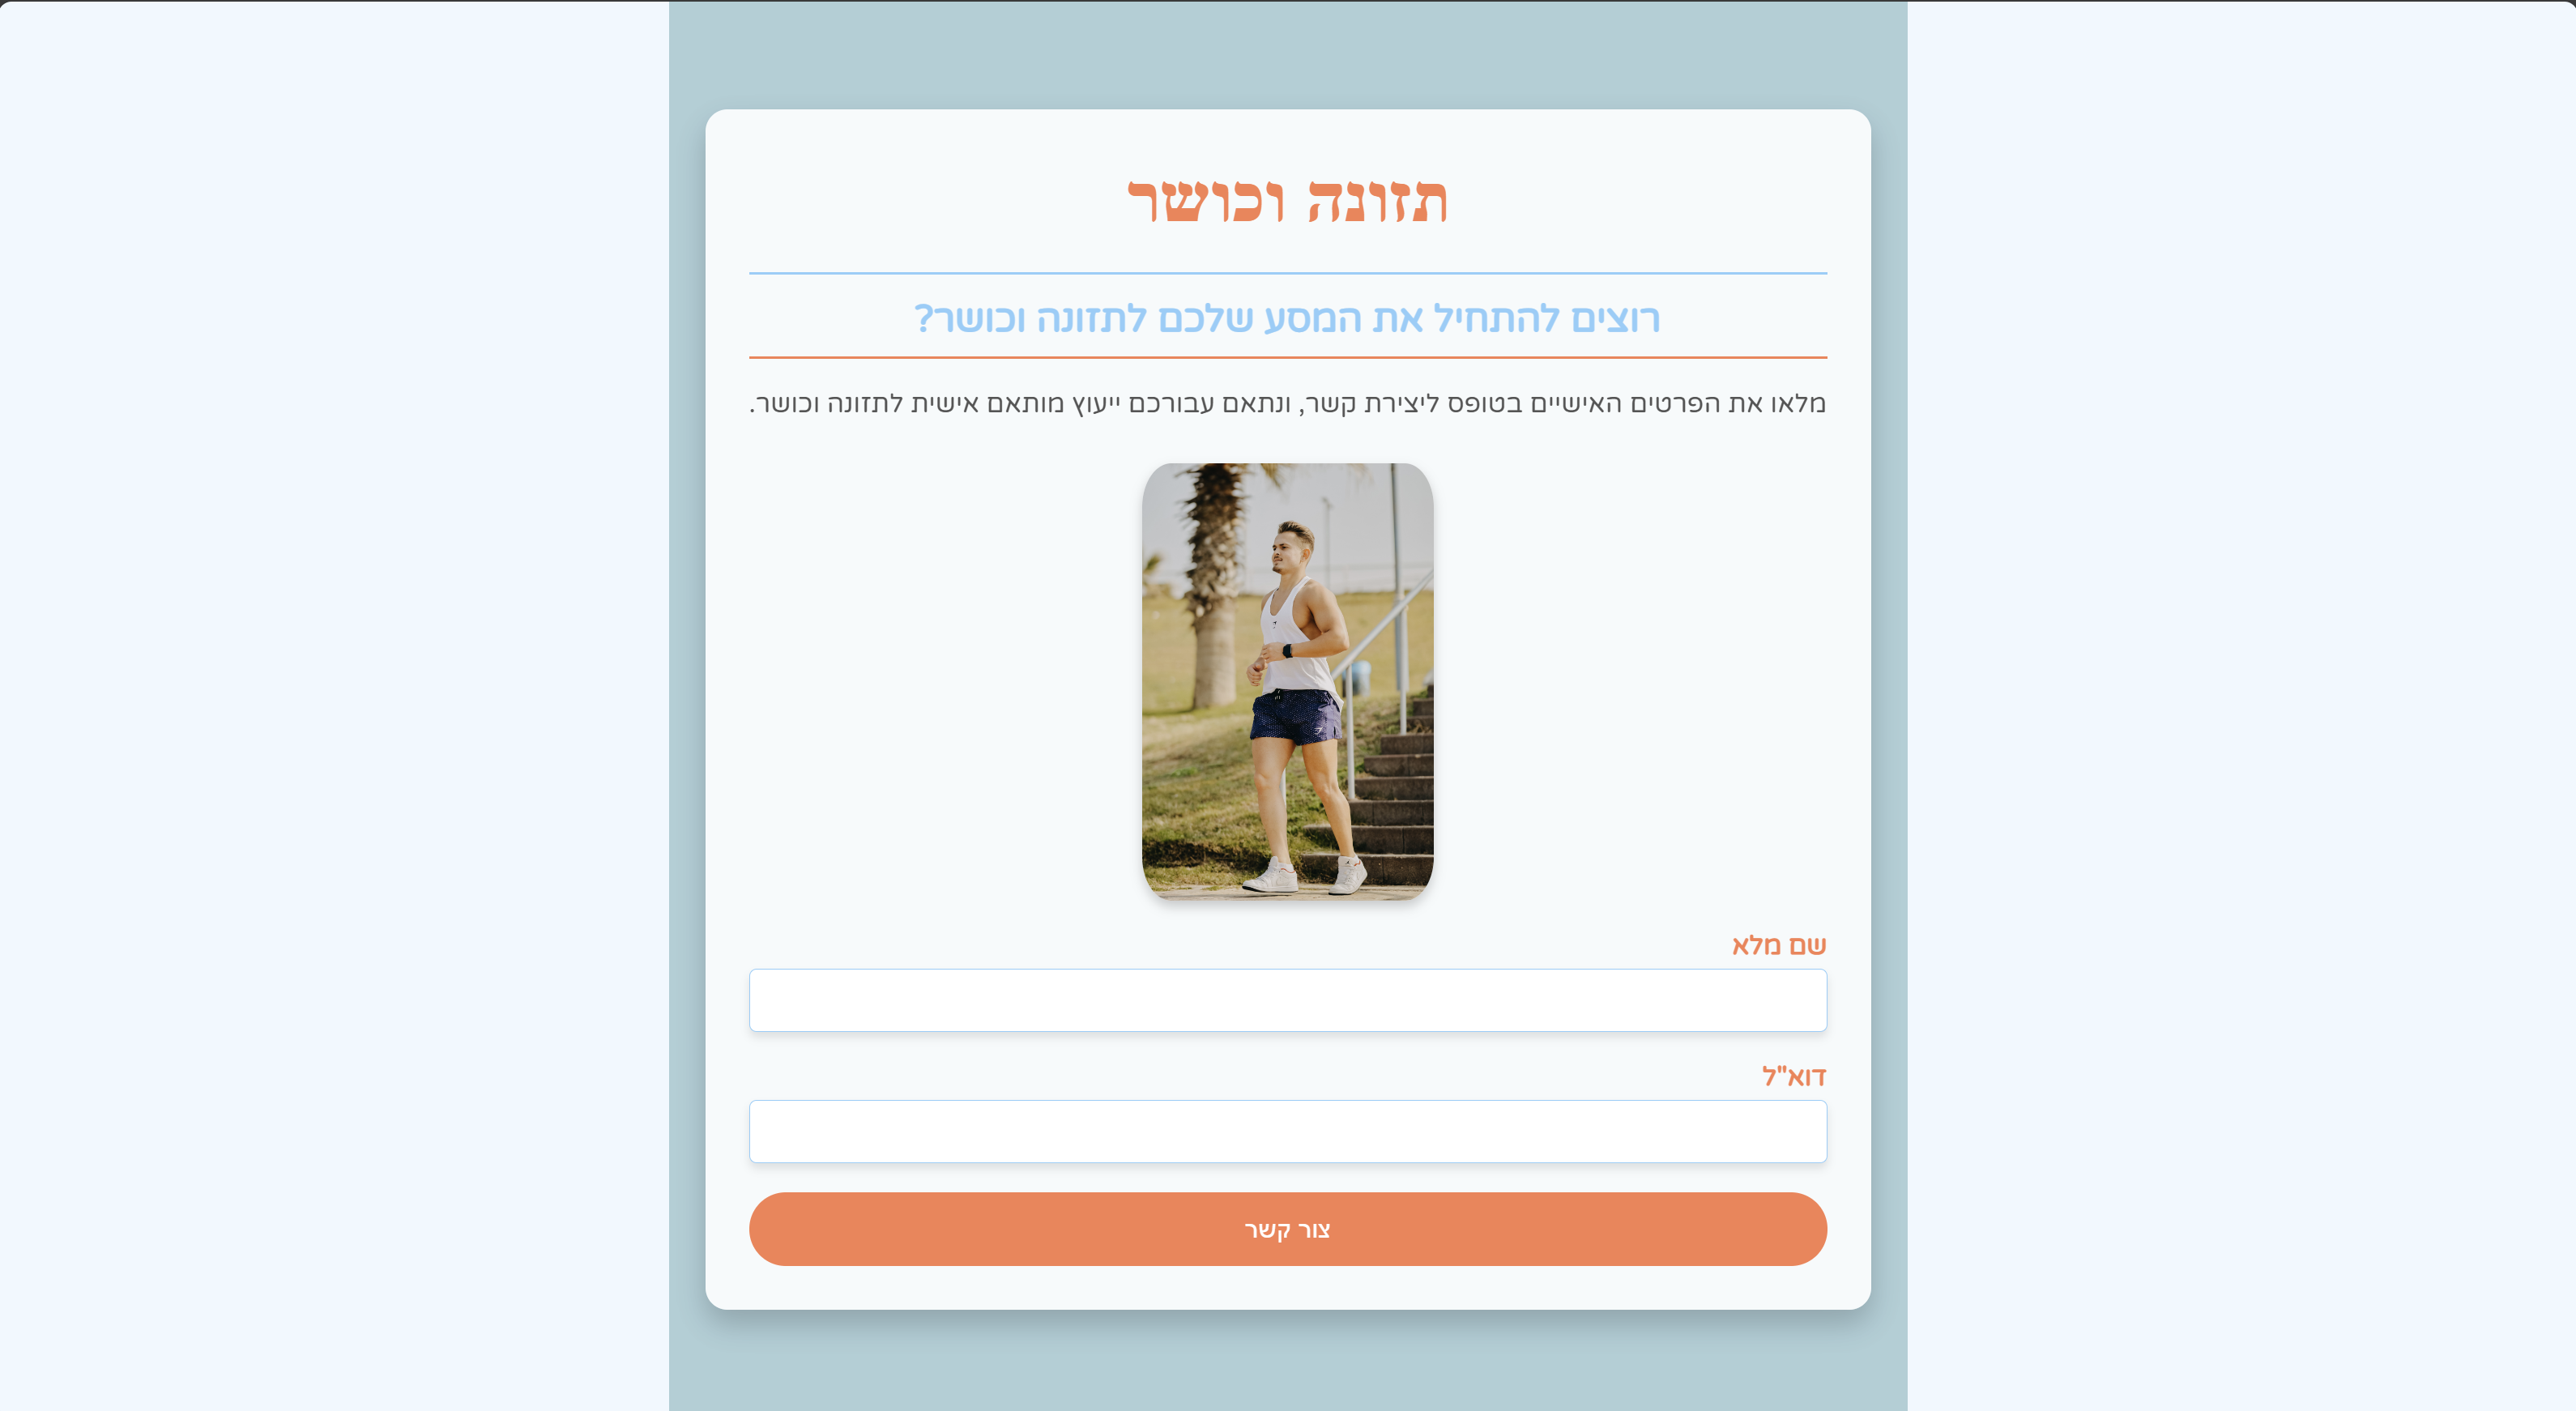 תזונה וכושר
רוצים להתחיל את המסע שלכם לתזונה וכושר?
מלאו את הפרטים האישיים בטופס ליצירת קשר, ונתאם עבורכם ייעוץ מותאם אישית לתזונה וכושר.
שם מלא
דוא"ל
צור קשר